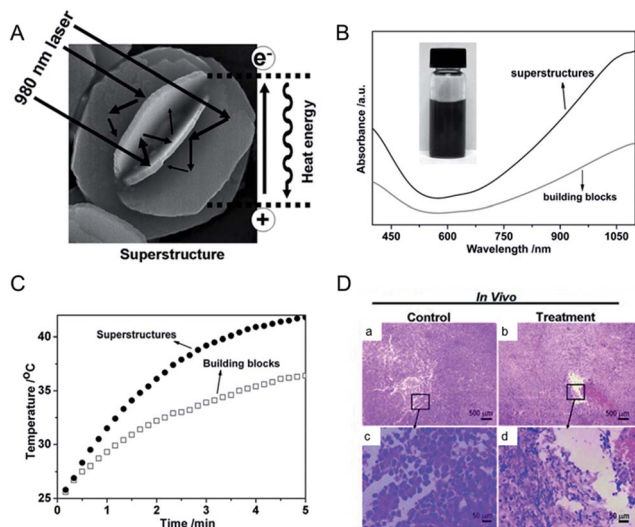 A
980 nm laser
e-
Heat energy
+
Superstructure
B
Absorbance /a.u.
superstructures
building blocks
450 600 750 900 1050
Wavelength /nm
C
Temperature /ºC
40
35
30
25
Superstructures
Building blocks
0 1 2 3 4 5
Time /min
D
In Vivo
Control Treatment
a b
500 µm 500 µm
c d
50 µm 50 µm